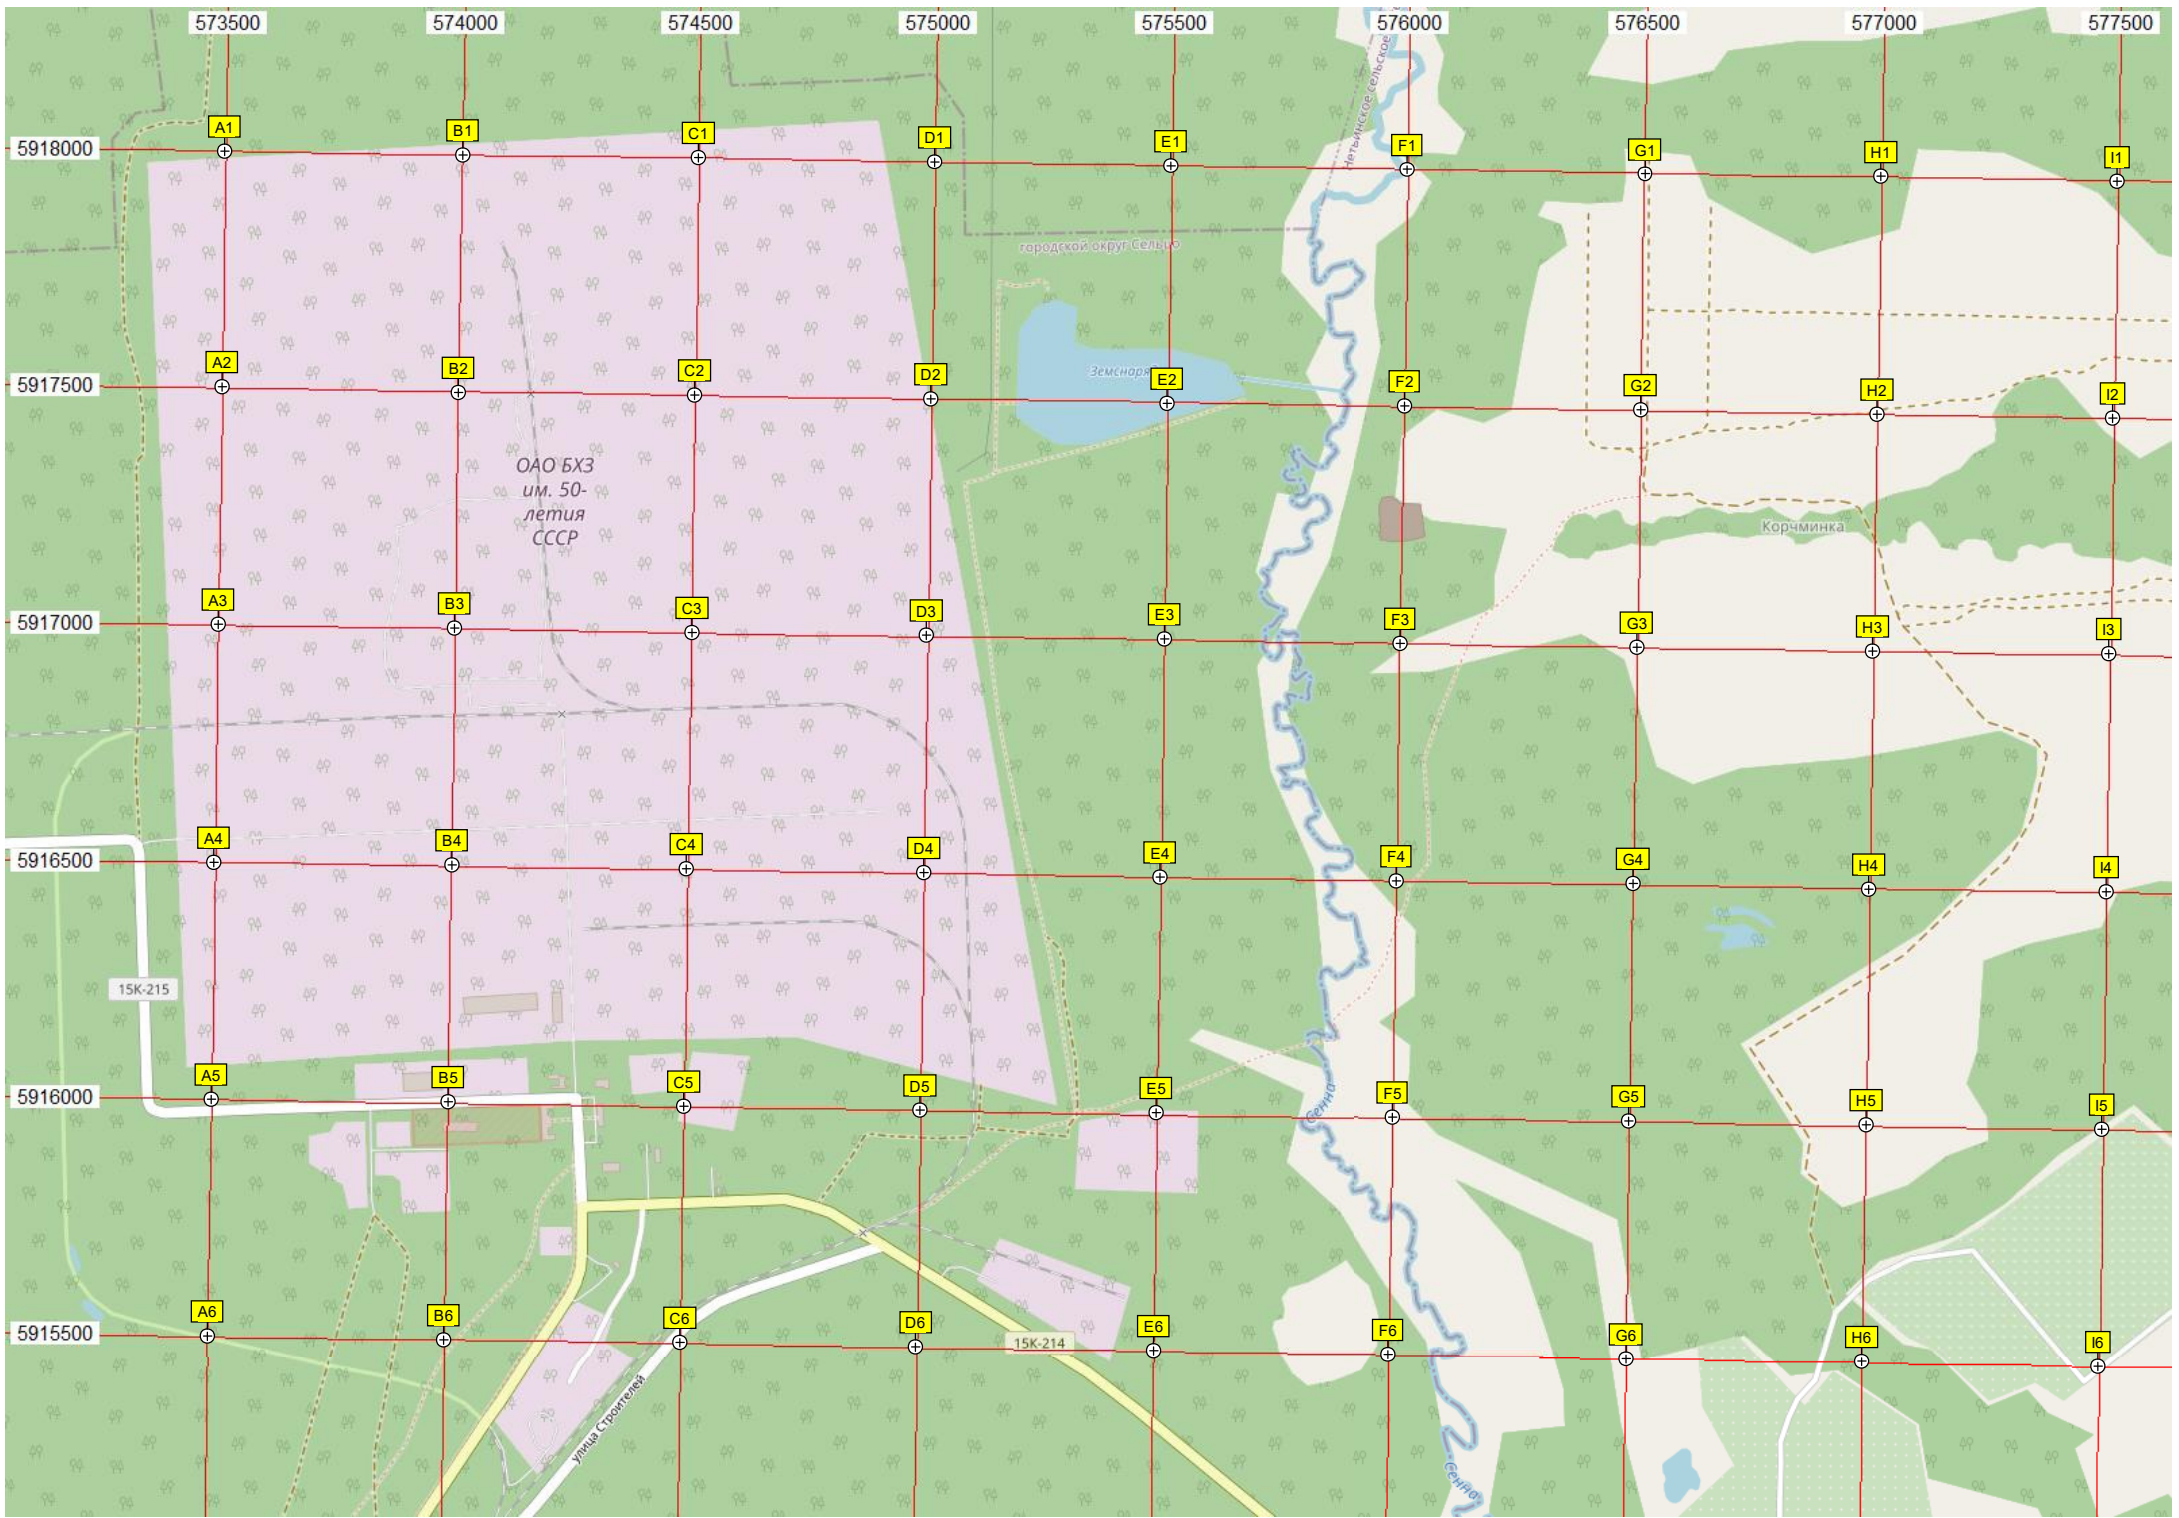 573500 574000 574500 575000 575500 576000 576500 577000 577500
Нетьинское сельское
5918000 A1 B1 C1 D1 E1 F1 G1 H1 I1
городской округ Сельцо
Земснаряд
5917500 A2 B2 C2 D2 E2 F2 G2 H2 I2
ОАО БХЗ
им. 50-
летия
СССР
Корчминка
5917000 A3 B3 C3 D3 E3 F3 G3 H3 I3
5916500 A4 B4 C4 D4 E4 F4 G4 H4 I4
15К-215
5916000 A5 B5 C5 D5 E5 F5 G5 H5 I5
Сенна
5915500 A6 B6 C6 D6 E6 F6 G6 H6 I6
15К-214
улица Строителей
Сенна